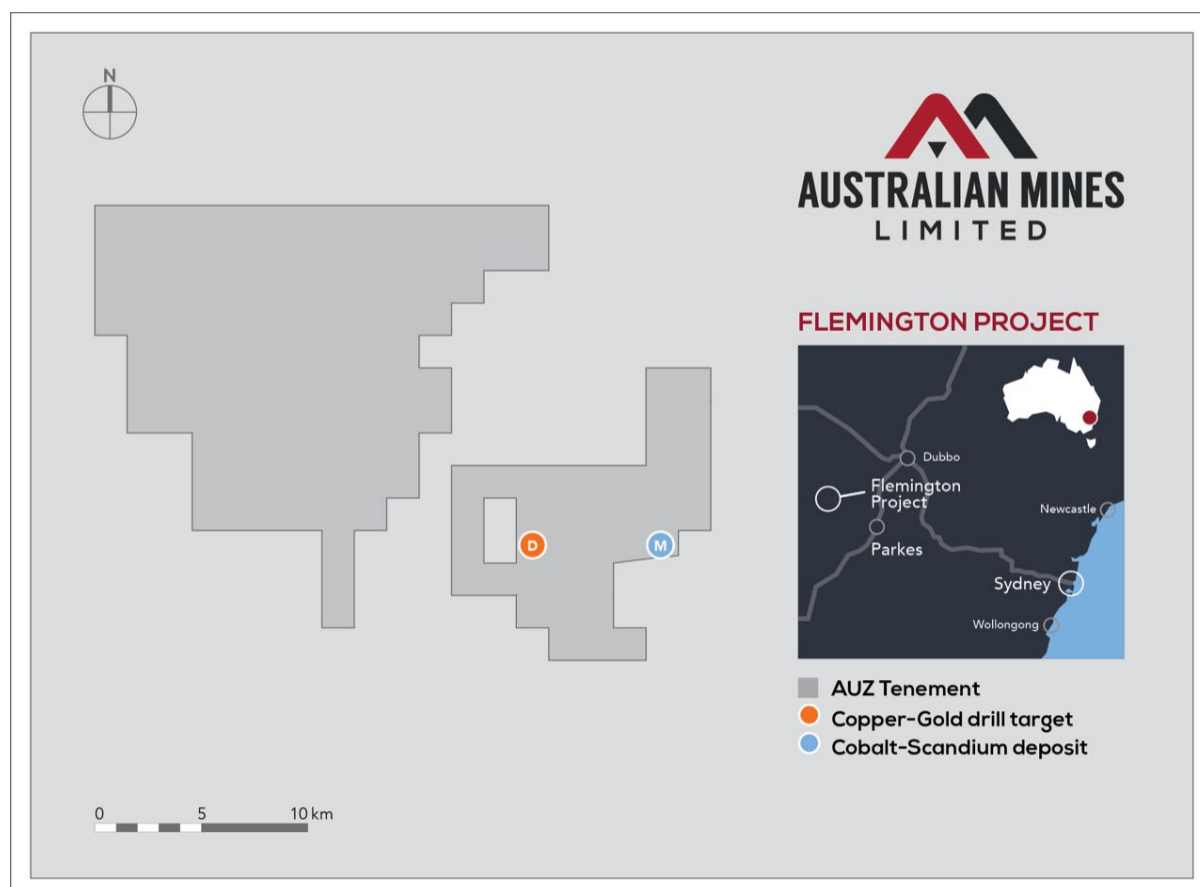 N
AUSTRALIAN MINES
LIMITED
FLEMINGTON PROJECT
Dubbo
Flemington
Project
Newcastle
Parkes
Sydney
Wollongong
D
M
AUZ Tenement
Copper-Gold drill target
Cobalt-Scandium deposit
0 5 10 km